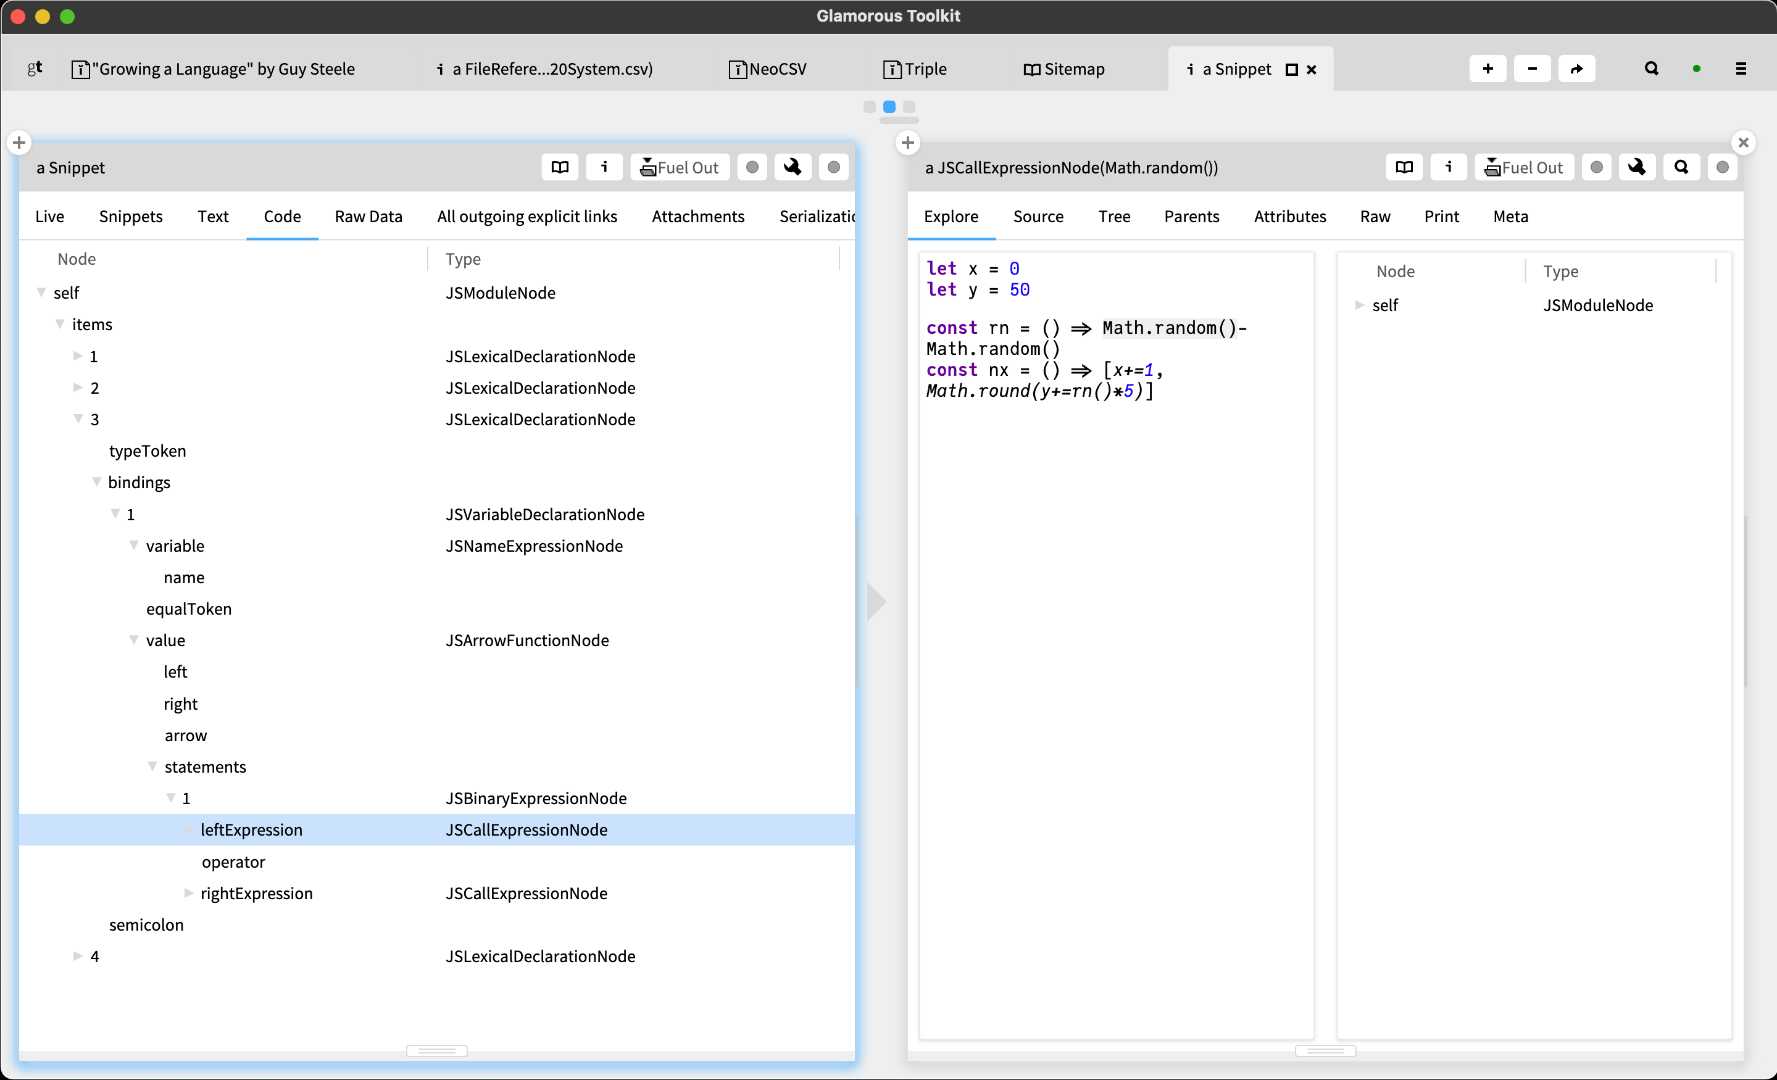 Glamorous Toolkit
gt "Growing a Language" by Guy Steele a FileRefere...20System.csv) NeoCSV Triple Sitemap a Snippet
a Snippet Fuel Out
Live Snippets Text Code Raw Data All outgoing explicit links Attachments Serializatio
Node Type
self JSModuleNode
items
1 JSLexicalDeclarationNode
2 JSLexicalDeclarationNode
3 JSLexicalDeclarationNode
typeToken
bindings
1 JSVariableDeclarationNode
variable JSNameExpressionNode
name
equalToken
value JSArrowFunctionNode
left
right
arrow
statements
1 JSBinaryExpressionNode
leftExpression JSCallExpressionNode
operator
rightExpression JSCallExpressionNode
semicolon
4 JSLexicalDeclarationNode
a JSCallExpressionNode(Math.random()) Fuel Out
Explore Source Tree Parents Attributes Raw Print Meta
let x = 0
let y = 50
const rn = () => Math.random()-
Math.random()
const nx = () => [x+=1,
Math.round(y+=rn()*5)]
Node Type
self JSModuleNode